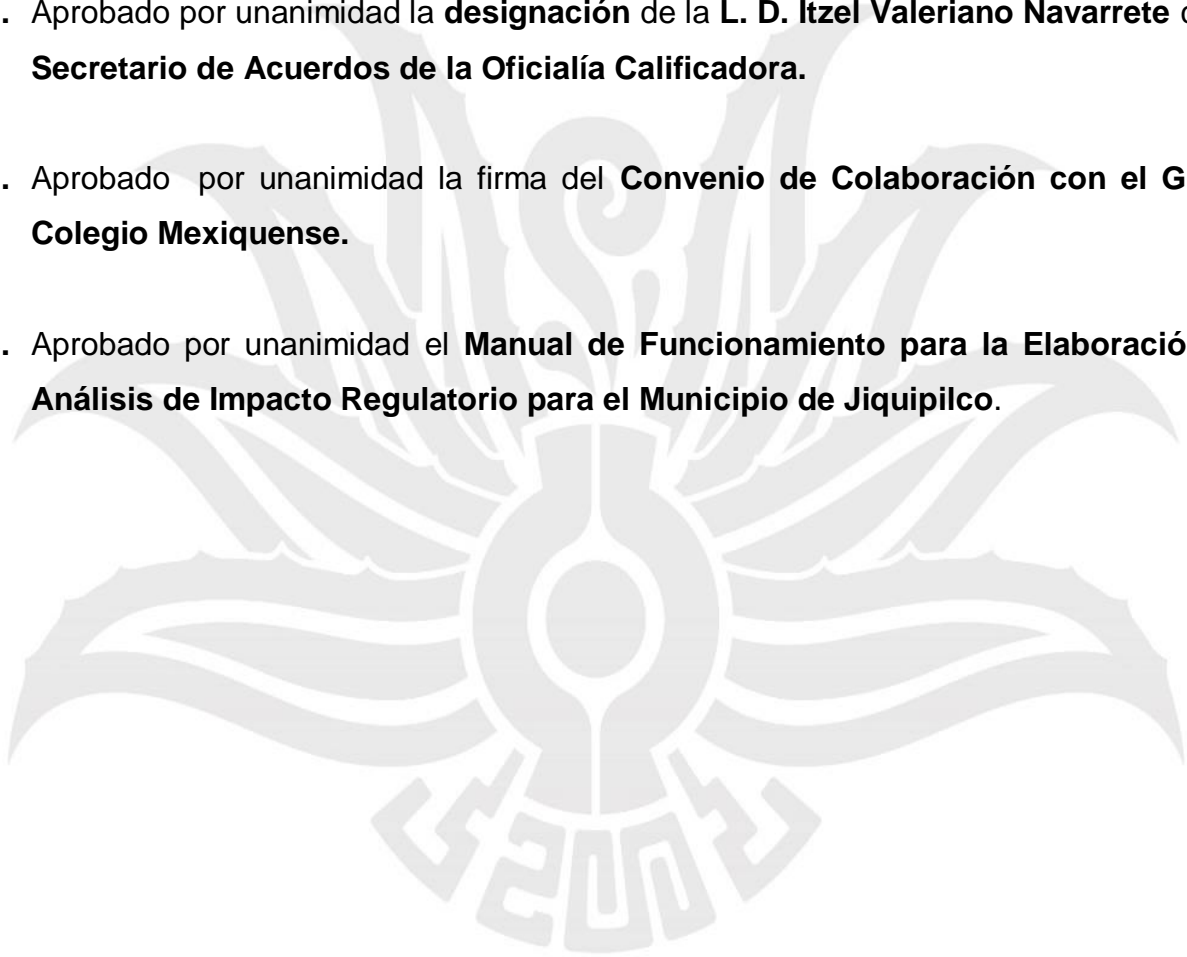 . Aprobado por unanimidad la designación de la L. D. Itzel Valeriano Navarrete
Secretario de Acuerdos de la Oficialía Calificadora.
. Aprobado por unanimidad la firma del Convenio de Colaboración con el G
Colegio Mexiquense.
. Aprobado por unanimidad el Manual de Funcionamiento para la Elaboració
Análisis de Impacto Regulatorio para el Municipio de Jiquipilco.
200